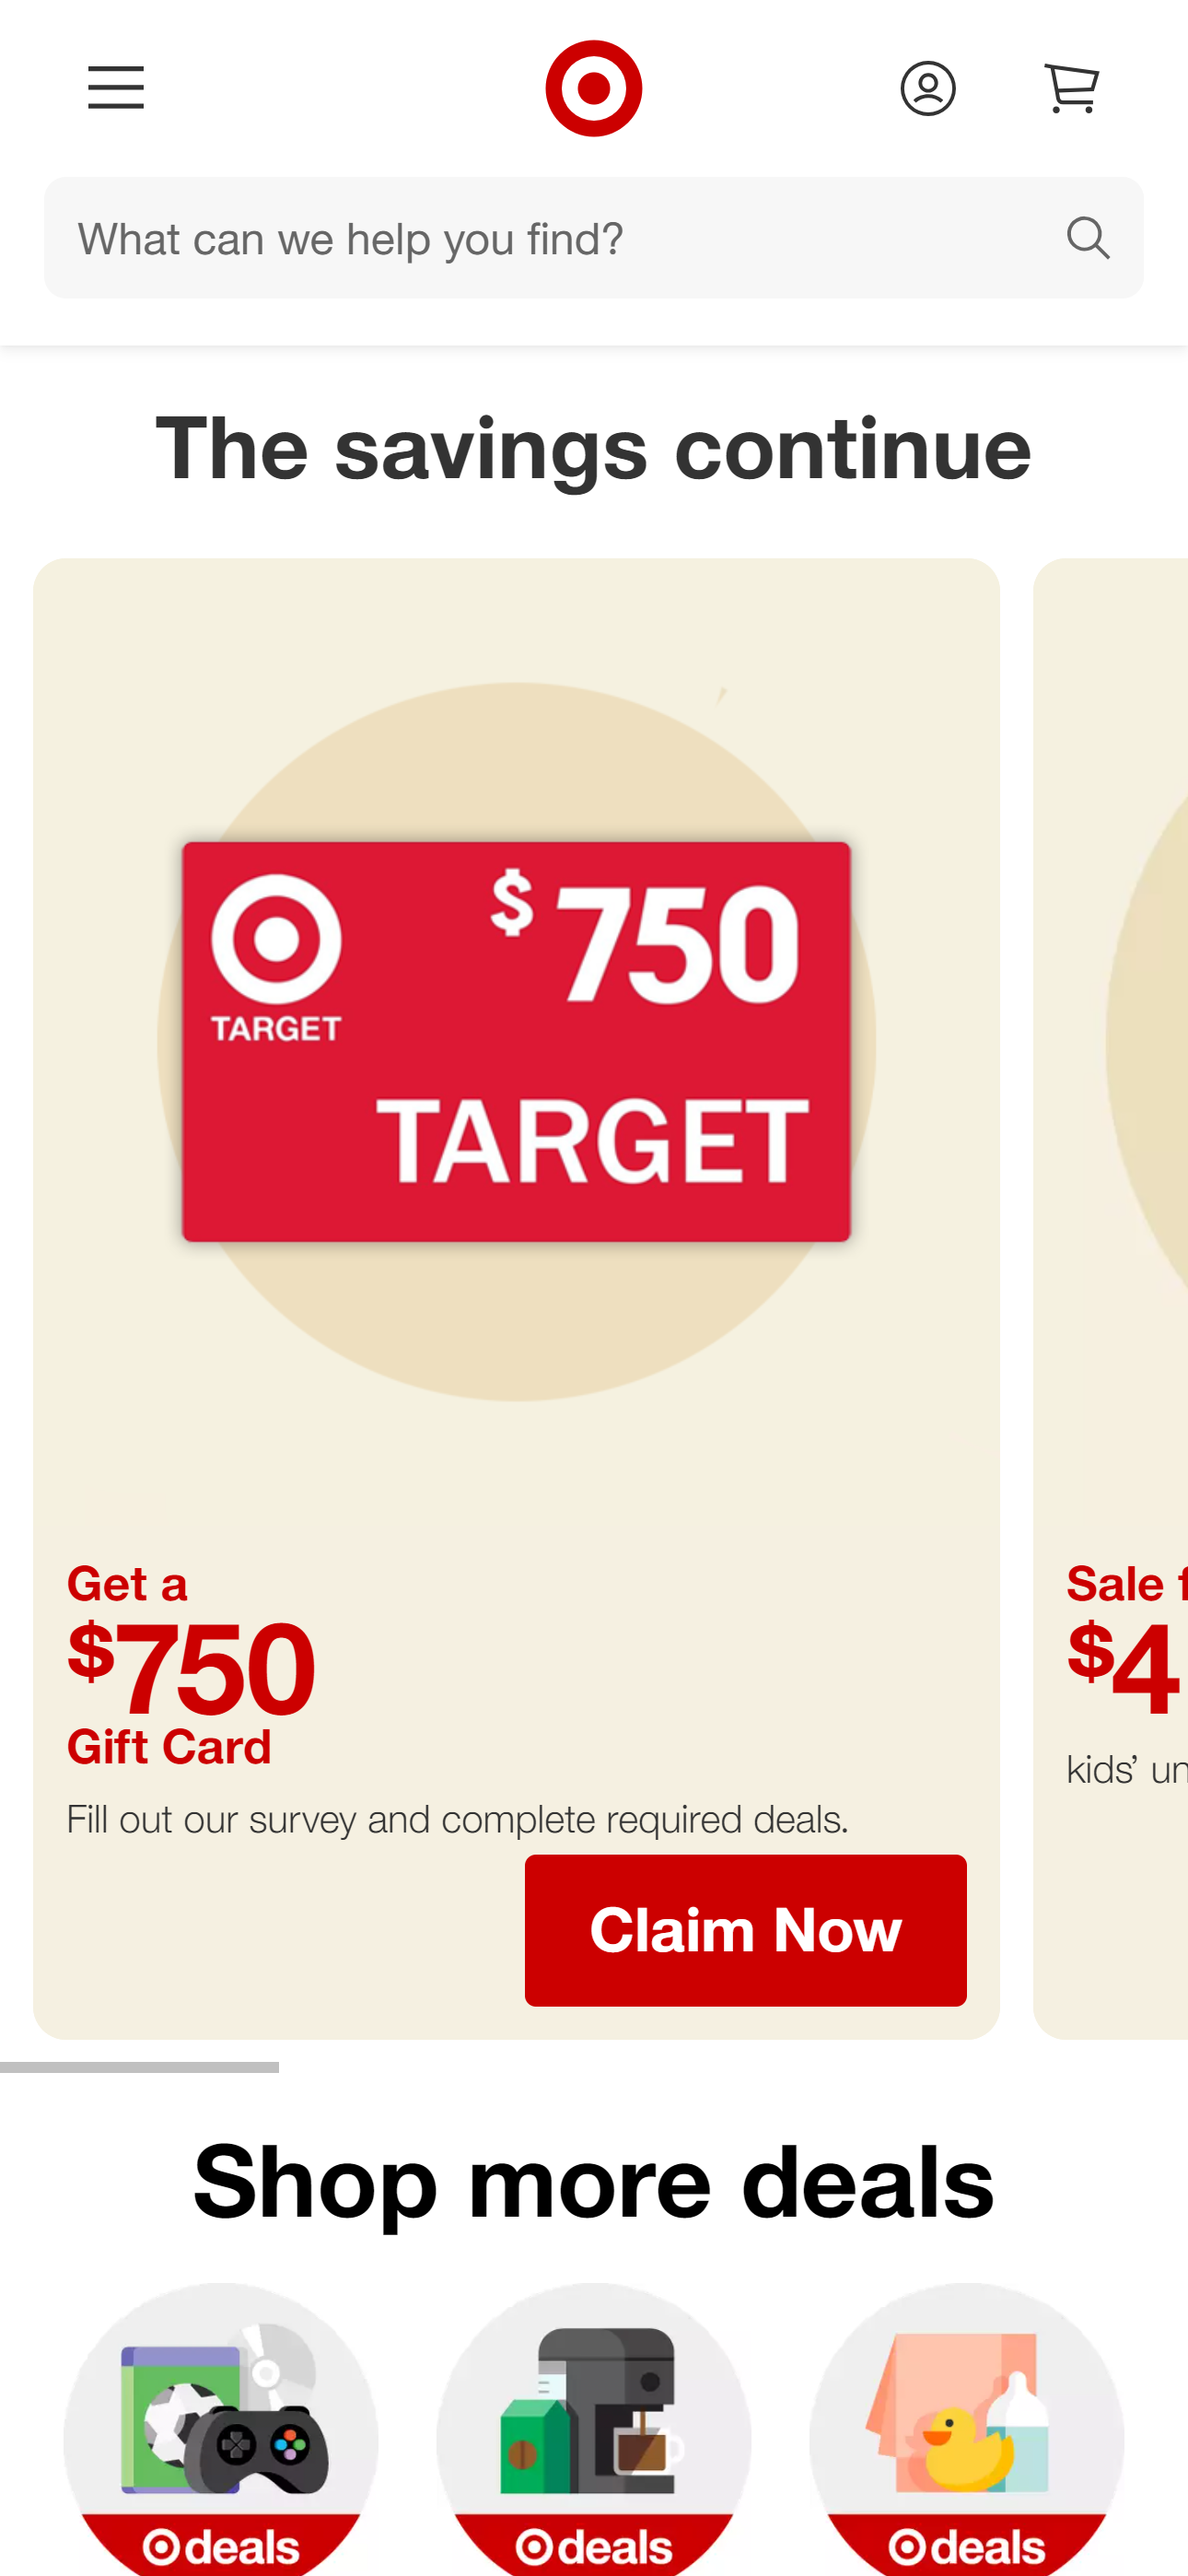 What can we help you find?
The savings continue
$750
TARGET
TARGET
Get a
$750
Gift Card
Fill out our survey and complete required deals.
Claim Now
Sale
$4
kids’
Shop more deals
deals
deals
deals